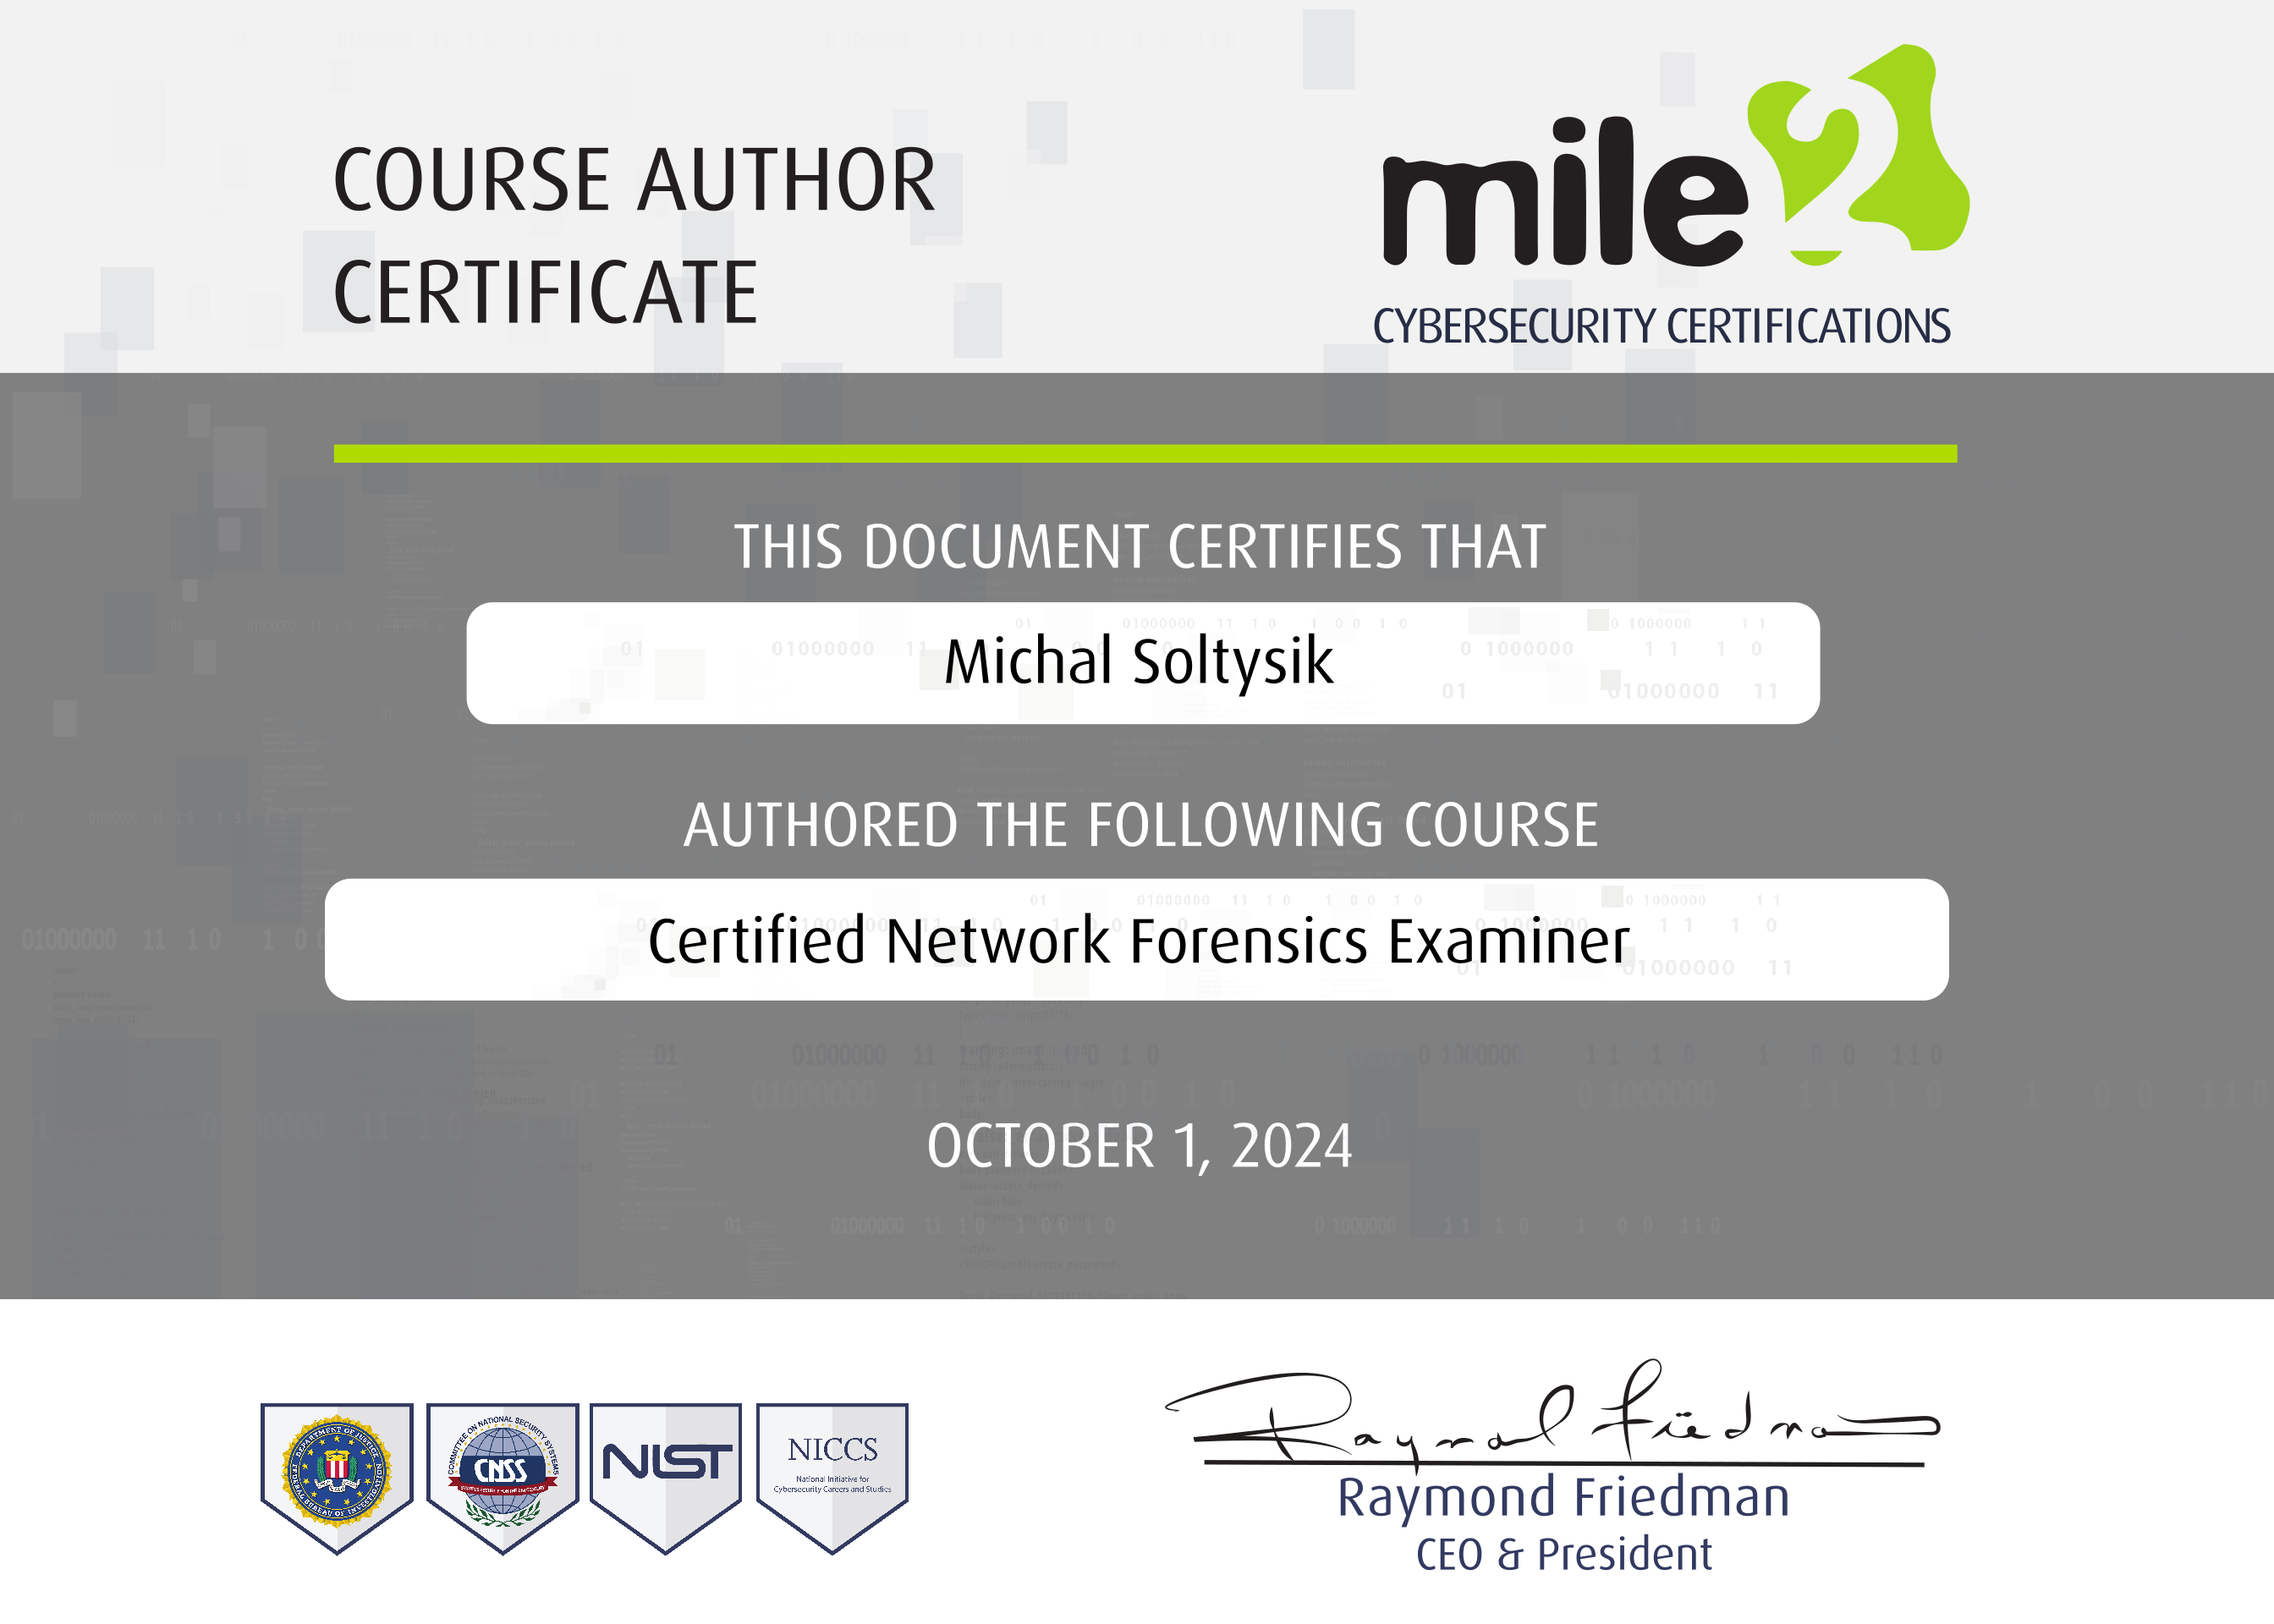 COURSE AUTHOR
CERTIFICATE
mile2
CYBERSECURITY CERTIFICATIONS
THIS DOCUMENT CERTIFIES THAT
Michal Soltysik
AUTHORED THE FOLLOWING COURSE
Certified Network Forensics Examiner
OCTOBER 1, 2024
DEPARTMENT OF JUSTICE
FEDERAL BUREAU OF INVESTIGATION
COMMITTEE ON NATIONAL SECURITY SYSTEMS
CNSS
NIST
NICCS
National Initiative for
Cybersecurity Careers and Studies
Raymond Friedman
Raymond Friedman
CEO & President